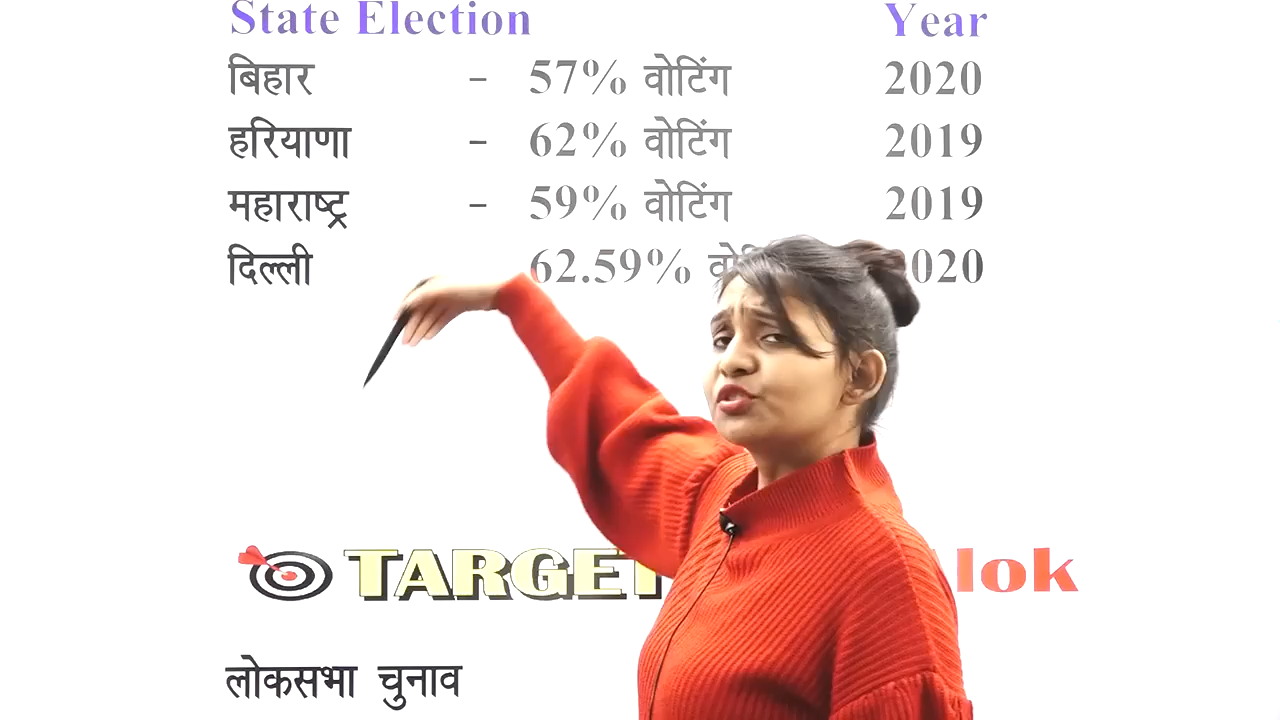 State Election Year
बिहार - 57% वोटिंग 2020
हरियाणा - 62% वोटिंग 2019
महाराष्ट्र - 59% वोटिंग 2019
दिल्ली 62.59%
TARGET
लोकसभा चुनाव